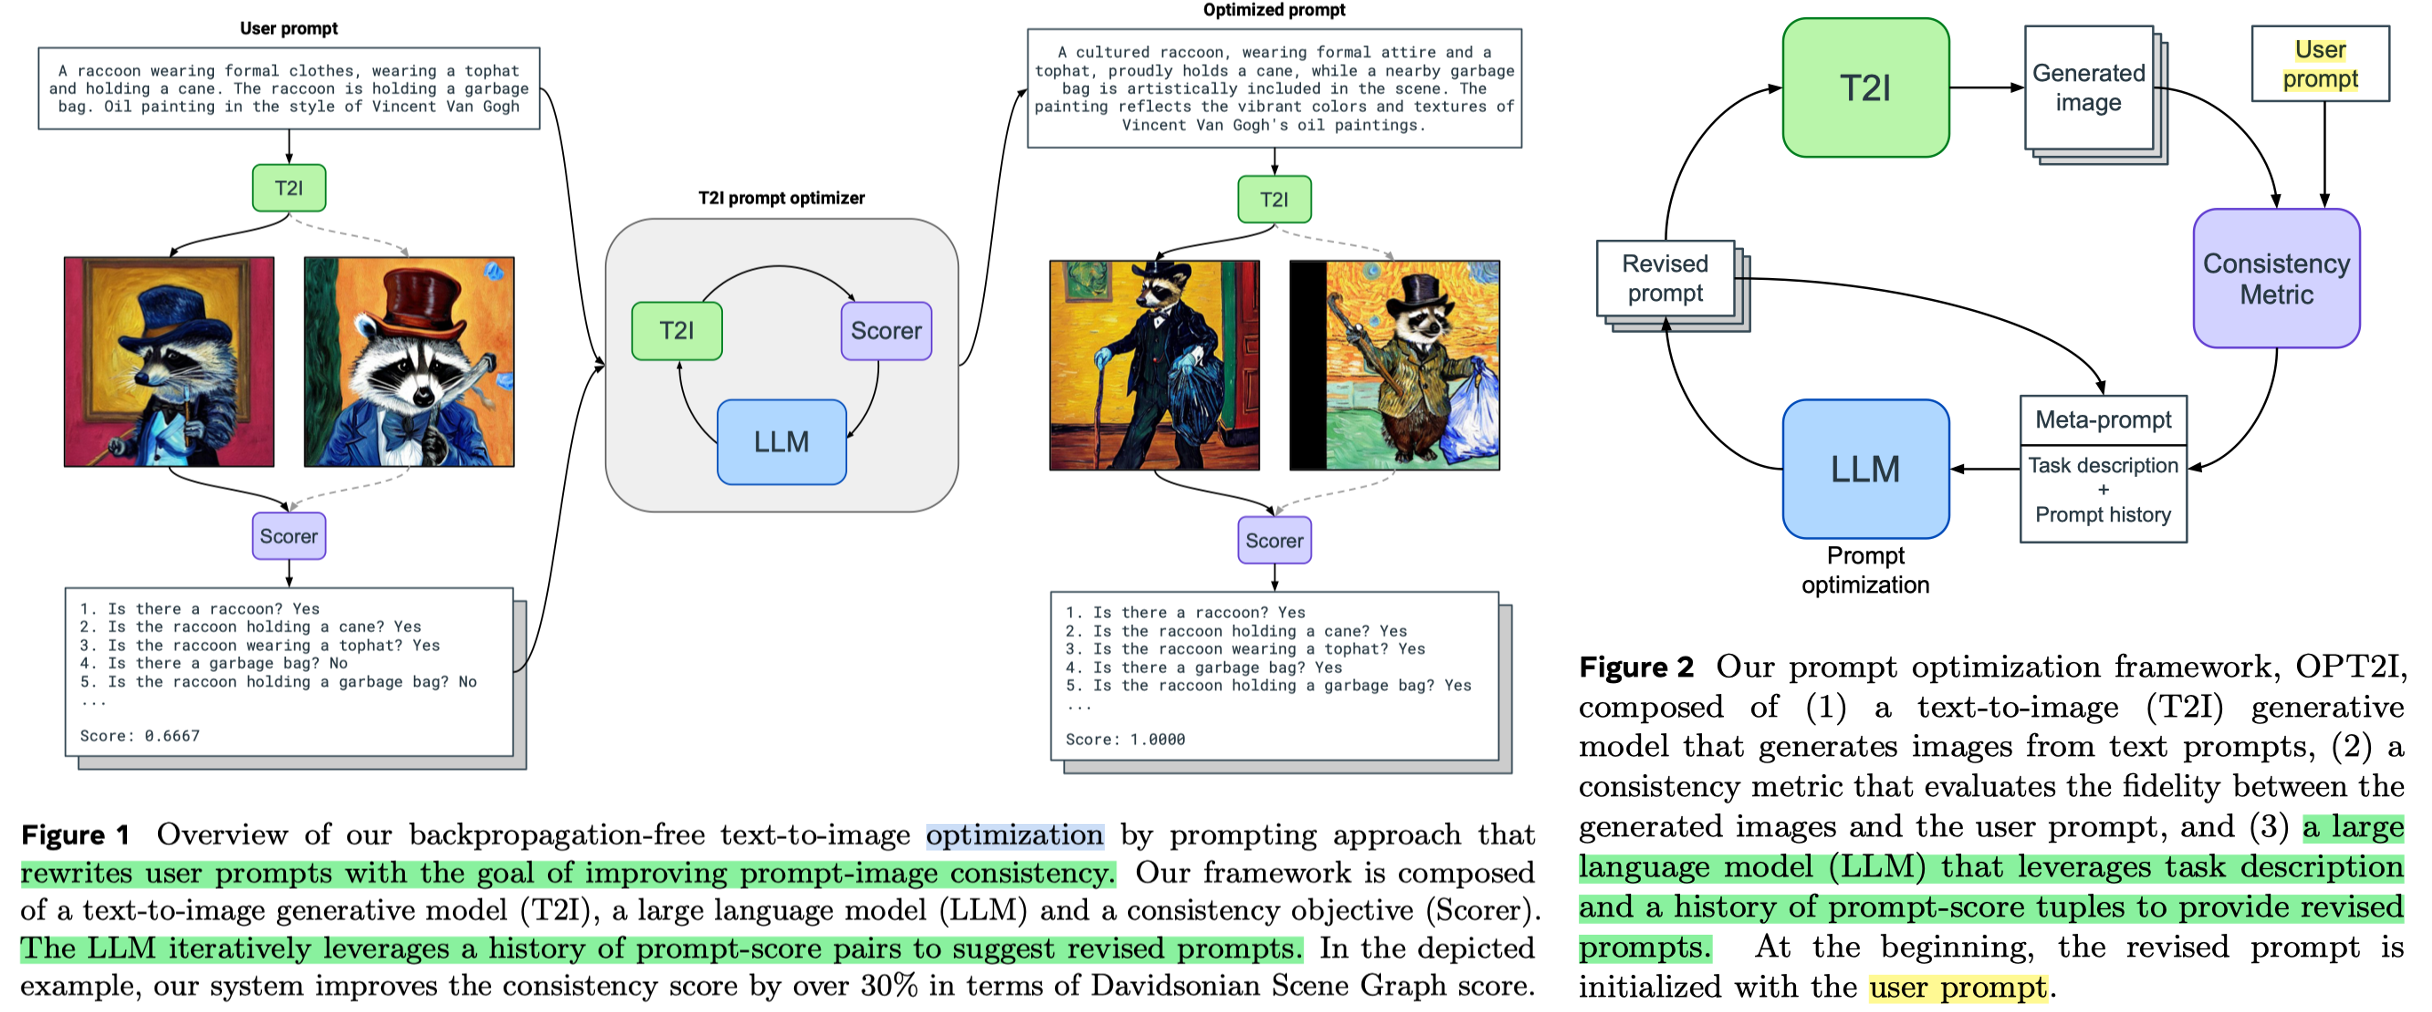 User prompt
A raccoon wearing formal clothes, wearing a tophat
and holding a cane. The raccoon is holding a garbage
bag. Oil painting in the style of Vincent Van Gogh
T2I
Scorer
1. Is there a raccoon? Yes
2. Is the raccoon holding a cane? Yes
3. Is the raccoon wearing a tophat? Yes
4. Is there a garbage bag? No
5. Is the raccoon holding a garbage bag? No
...
Score: 0.6667
T2I prompt optimizer
T2I
Scorer
LLM
Optimized prompt
A cultured raccoon, wearing formal attire and a
tophat, proudly holds a cane, while a nearby garbage
bag is artistically included in the scene. The
painting reflects the vibrant colors and textures of
Vincent Van Gogh's oil paintings.
T2I
Scorer
1. Is there a raccoon? Yes
2. Is the raccoon holding a cane? Yes
3. Is the raccoon wearing a tophat? Yes
4. Is there a garbage bag? Yes
5. Is the raccoon holding a garbage bag? Yes
...
Score: 1.0000
Figure 1 Overview of our backpropagation-free text-to-image optimization by prompting approach that
rewrites user prompts with the goal of improving prompt-image consistency. Our framework is composed
of a text-to-image generative model (T2I), a large language model (LLM) and a consistency objective (Scorer).
The LLM iteratively leverages a history of prompt-score pairs to suggest revised prompts. In the depicted
example, our system improves the consistency score by over 30% in terms of Davidsonian Scene Graph score.
T2I
Generated
image
User
prompt
Revised
prompt
Consistency
Metric
Meta-prompt
Task description
+
Prompt history
LLM
Prompt
optimization
Figure 2 Our prompt optimization framework, OPT2I,
composed of (1) a text-to-image (T2I) generative
model that generates images from text prompts, (2) a
consistency metric that evaluates the fidelity between the
generated images and the user prompt, and (3) a large
language model (LLM) that leverages task description
and a history of prompt-score tuples to provide revised
prompts. At the beginning, the revised prompt is
initialized with the user prompt.